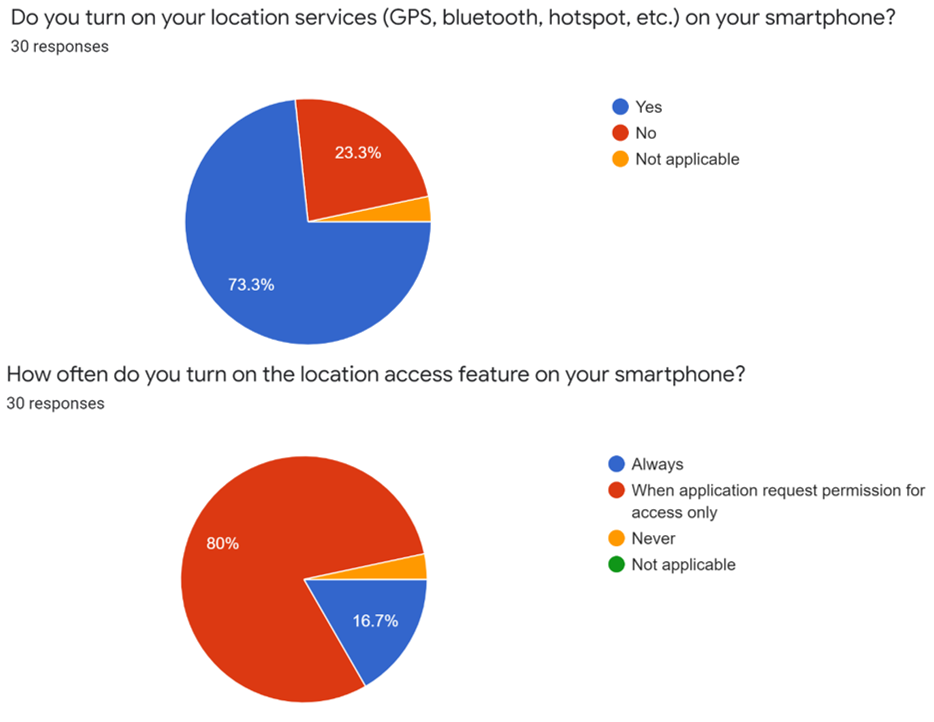 Do you turn on your location services (GPS, bluetooth, hotspot, etc.) on your smartphone?
30 responses
Yes
No
Not applicable
23.3%
73.3%
How often do you turn on the location access feature on your smartphone?
30 responses
Always
When application request permission for
access only
Never
Not applicable
80%
16.7%